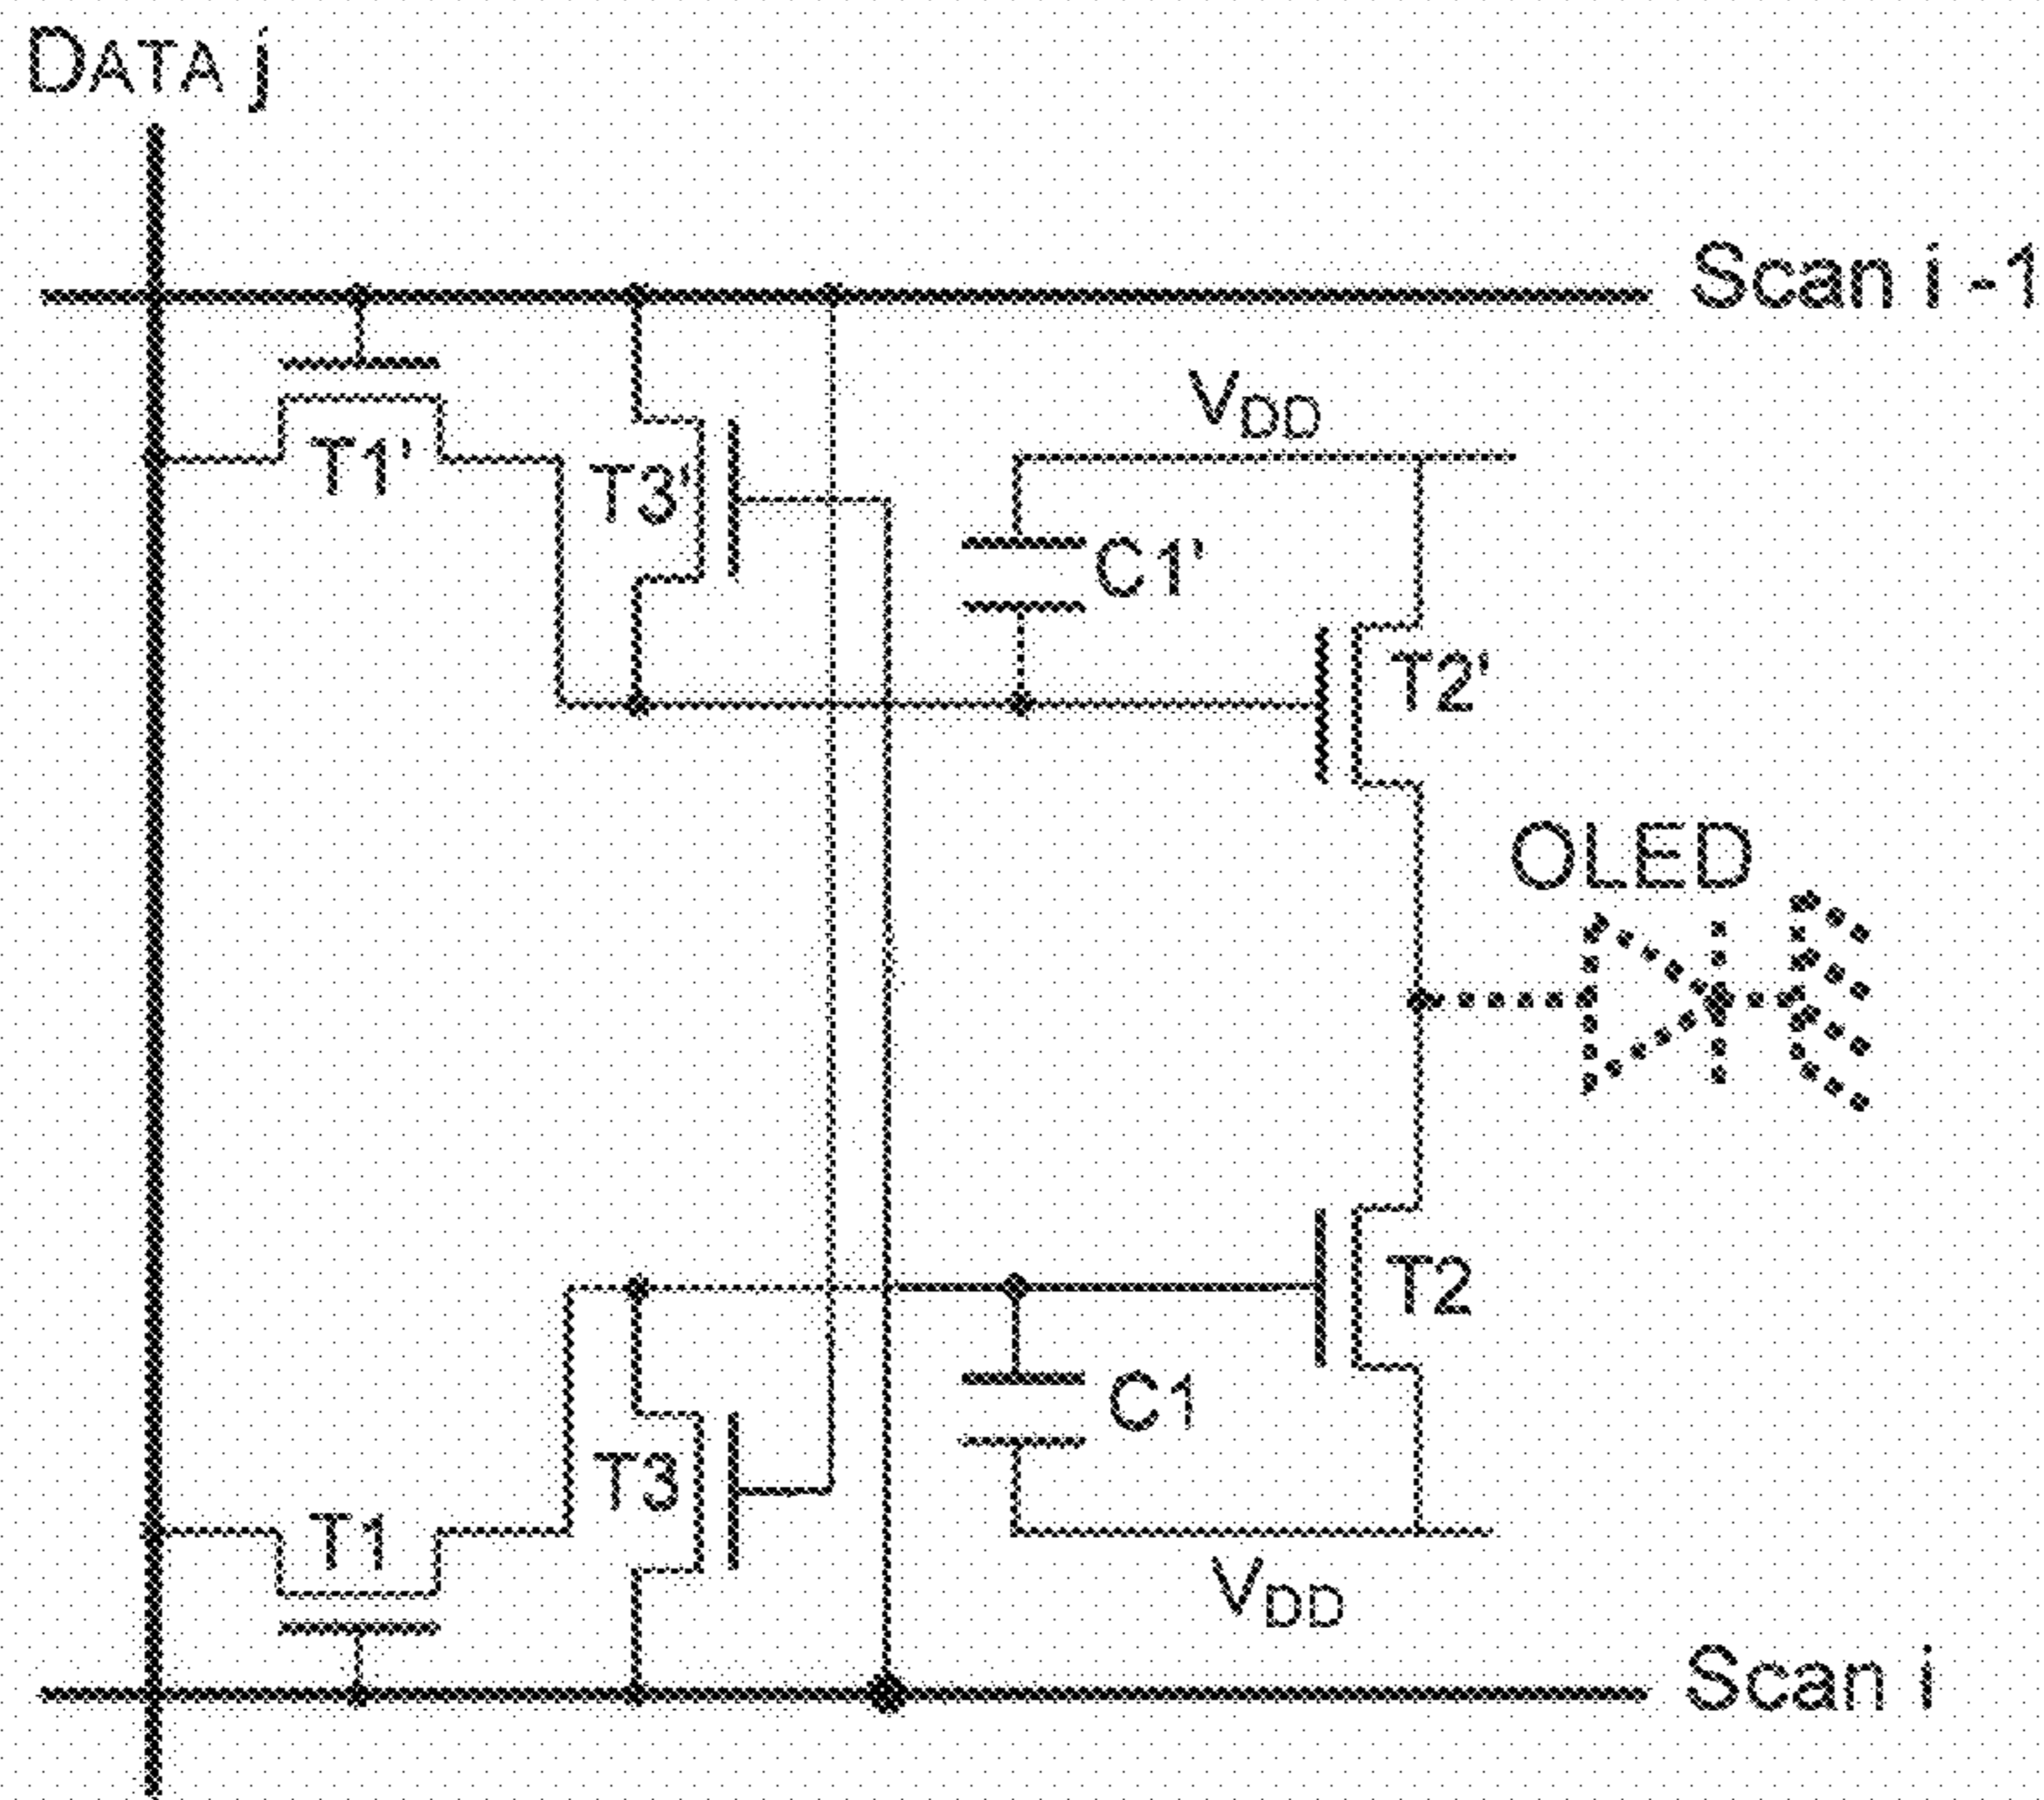 DATA j
Scan i -1
VDD
T1'
T3'
C1'
T2'
OLED
T2
C1
T3
T1
VDD
Scan i